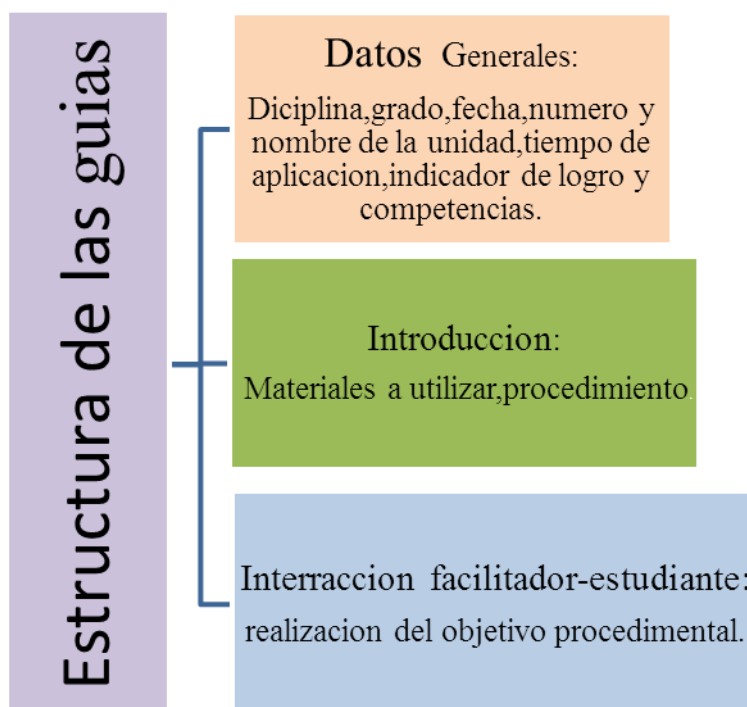 Estructura de las guias
Datos Generales:
Diciplina,grado,fecha,numero y
nombre de la unidad,tiempo de
aplicacion,indicador de logro y
competencias.
Introduccion:
Materiales a utilizar,procedimiento.
Interraccion facilitador-estudiante:
realizacion del objetivo procedimental.